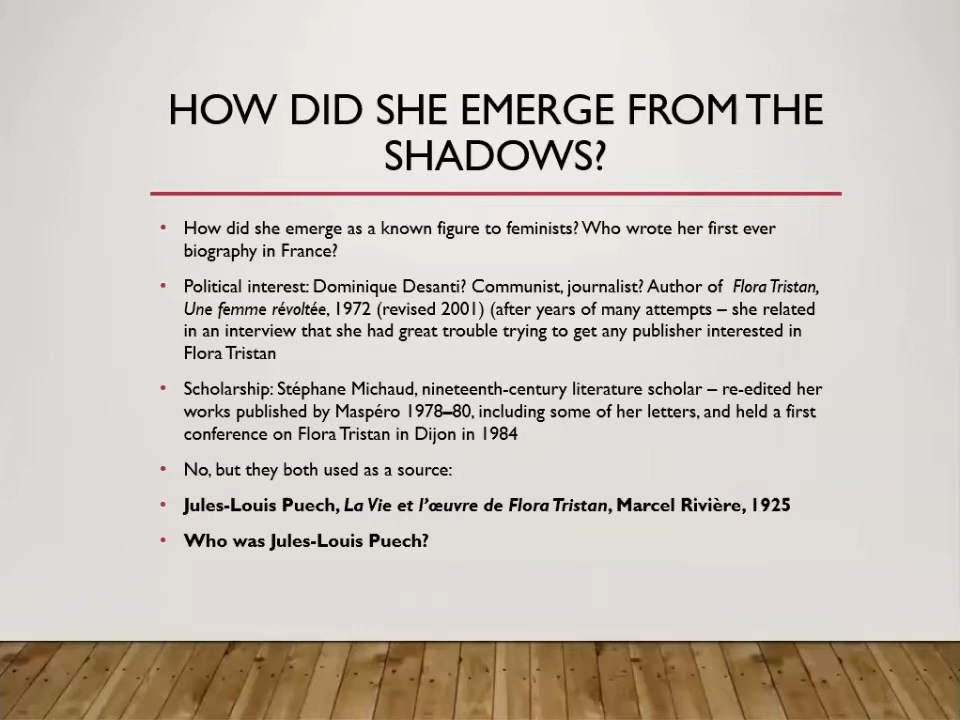 HOW DID SHE EMERGE FROM THE
SHADOWS?
• How did she emerge as a known figure to feminists? Who wrote her first ever
biography in France?
• Political interest: Dominique Desanti? Communist, journalist? Author of Flora Tristan,
Une femme révoltée, 1972 (revised 2001) (after years of many attempts – she related
in an interview that she had great trouble trying to get any publisher interested in
Flora Tristan
• Scholarship: Stéphane Michaud, nineteenth-century literature scholar – re-edited her
works published by Maspéro 1978–80, including some of her letters, and held a first
conference on Flora Tristan in Dijon in 1984
• No, but they both used as a source:
• Jules-Louis Puech, La Vie et l’œuvre de Flora Tristan, Marcel Rivière, 1925
• Who was Jules-Louis Puech?